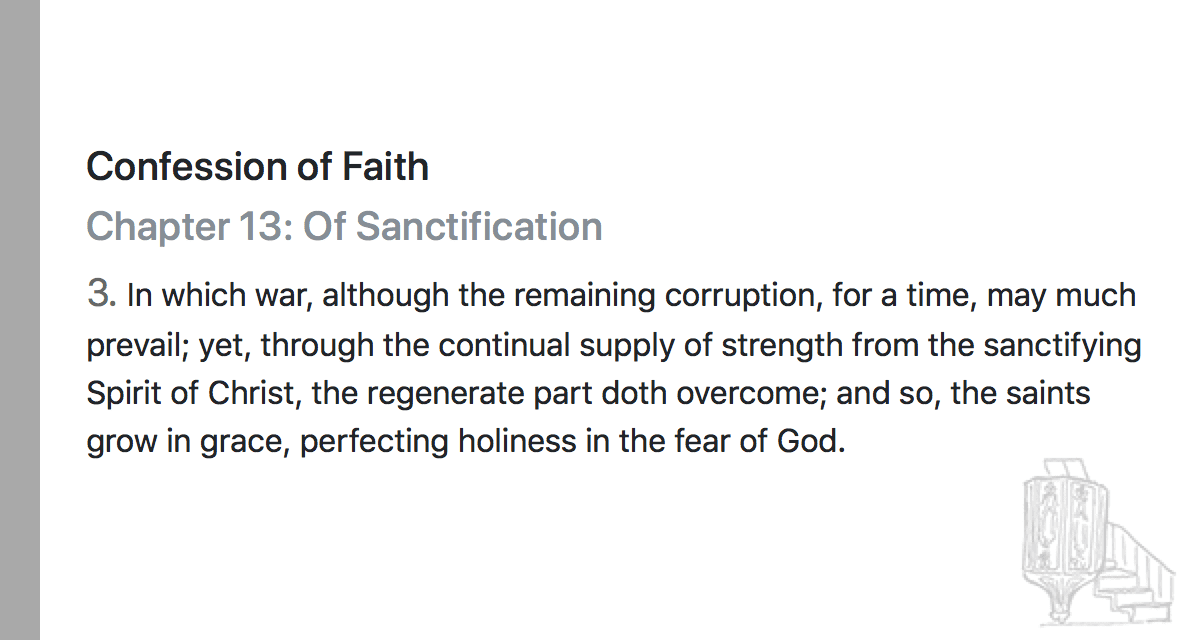 Confession of Faith
Chapter 13: Of Sanctification
3. In which war, although the remaining corruption, for a time, may much
prevail; yet, through the continual supply of strength from the sanctifying
Spirit of Christ, the regenerate part doth overcome; and so, the saints
grow in grace, perfecting holiness in the fear of God.